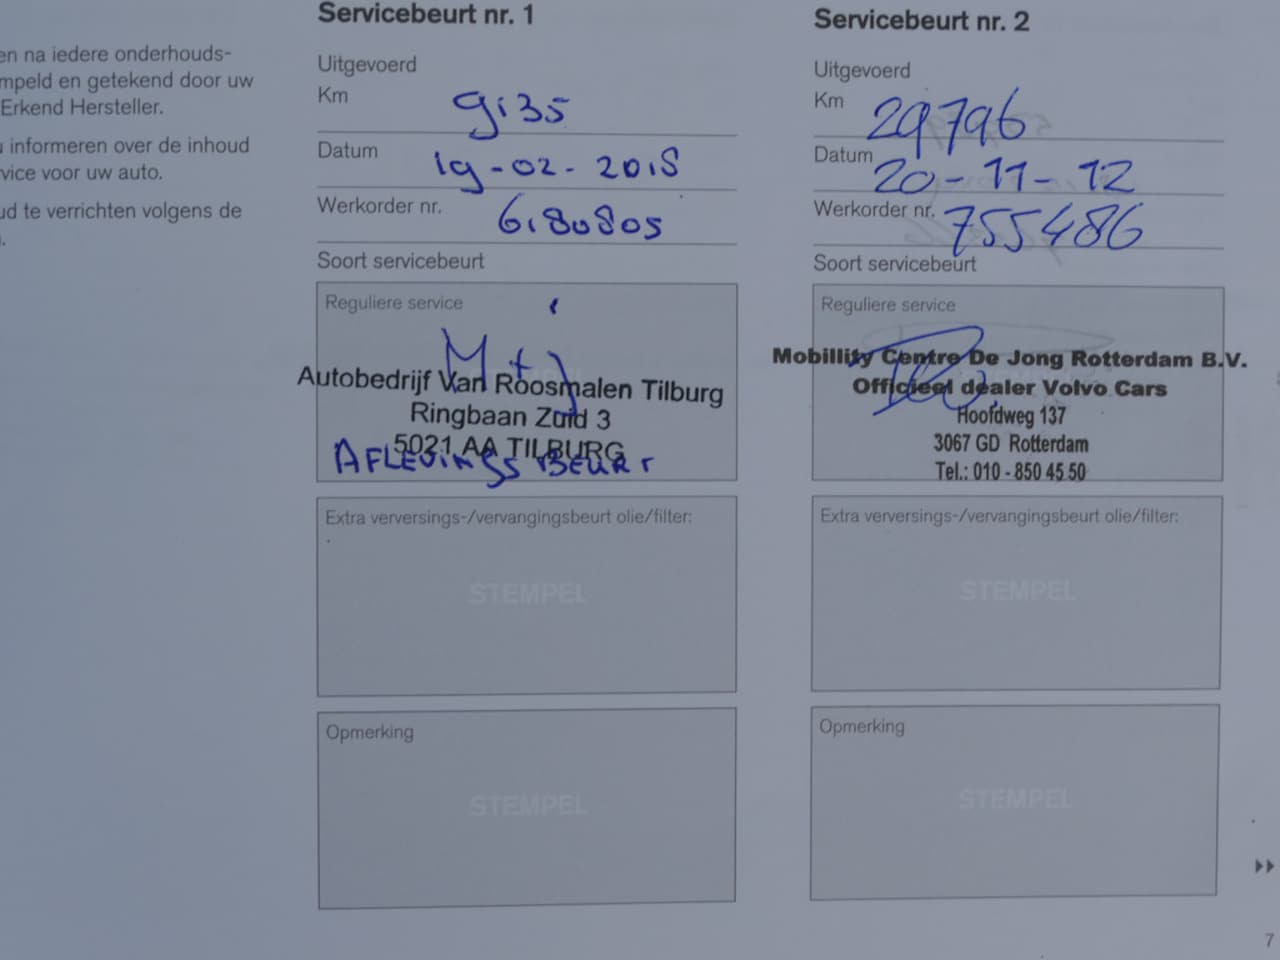 en na iedere onderhouds-
mpeld en getekend door uw
Erkend Hersteller.
informeren over de inhoud
vice voor uw auto.
ud te verrichten volgens de
Servicebeurt nr. 1
Uitgevoerd
Km 9135
Datum 19-02-2018
Werkorder nr. 6180805
Soort servicebeurt
Reguliere service
Autobedrijf Van Roosmalen Tilburg
Ringbaan Zuid 3
5021 AA TILBURG
AFLEVINGSBEURT
Extra verversings-/vervangingsbeurt olie/filter:
STEMPEL
Opmerking
STEMPEL
Servicebeurt nr. 2
Uitgevoerd
Km 29796
Datum 20-11-12
Werkorder nr. 755486
Soort servicebeurt
Reguliere service
Mobillity Centre De Jong Rotterdam B.V.
Officieel dealer Volvo Cars
Hoofdweg 137
3067 GD Rotterdam
Tel.: 010 - 850 45 50
Extra verversings-/vervangingsbeurt olie/filter:
STEMPEL
Opmerking
STEMPEL
7